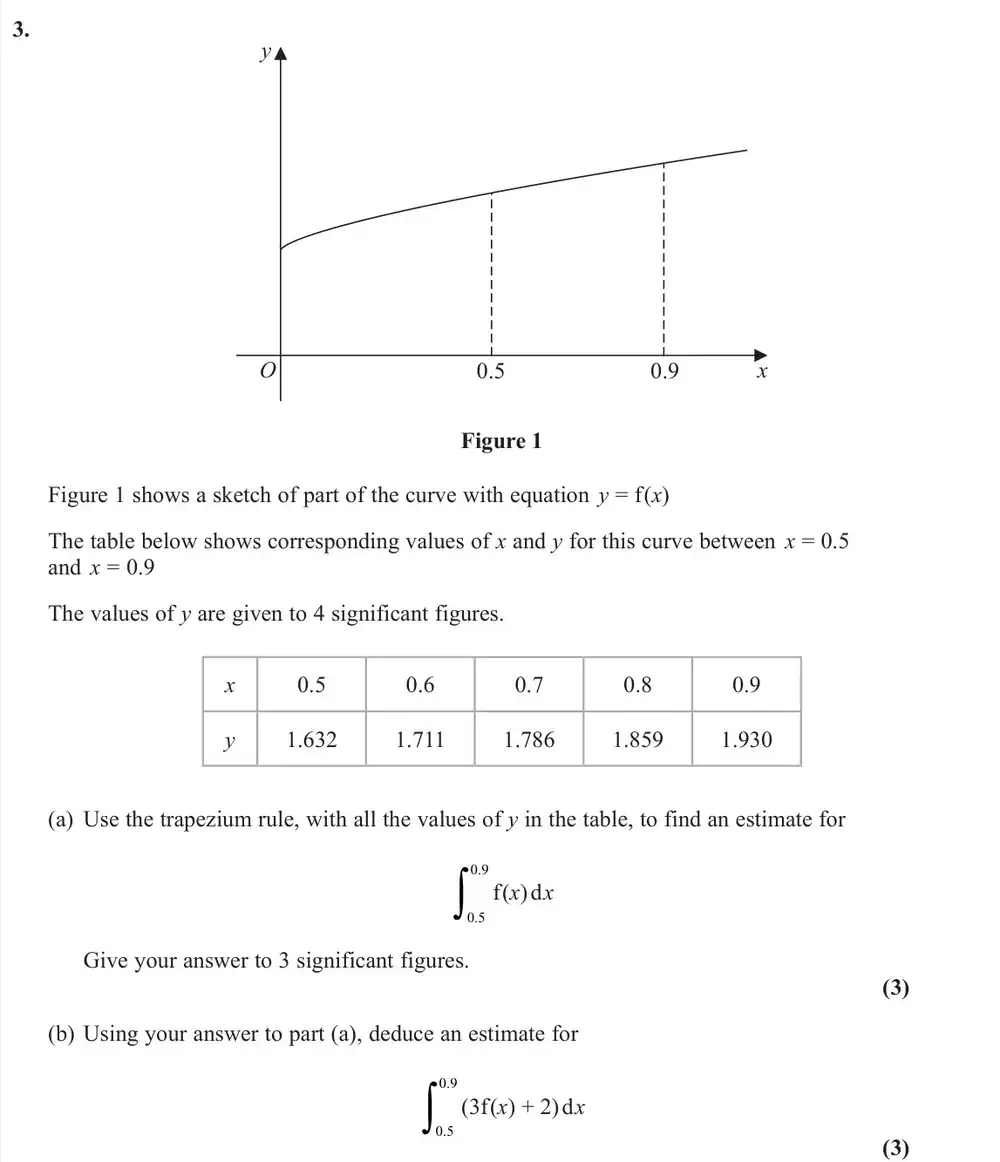 3.
y
O
0.5
0.9
x
Figure 1
Figure 1 shows a sketch of part of the curve with equation y = f(x)
The table below shows corresponding values of x and y for this curve between x = 0.5
and x = 0.9
The values of y are given to 4 significant figures.
x 0.5 0.6 0.7 0.8 0.9
y 1.632 1.711 1.786 1.859 1.930
(a) Use the trapezium rule, with all the values of y in the table, to find an estimate for
∫_{0.5}^{0.9} f(x) dx
Give your answer to 3 significant figures.
(3)
(b) Using your answer to part (a), deduce an estimate for
∫_{0.5}^{0.9} (3f(x) + 2) dx
(3)